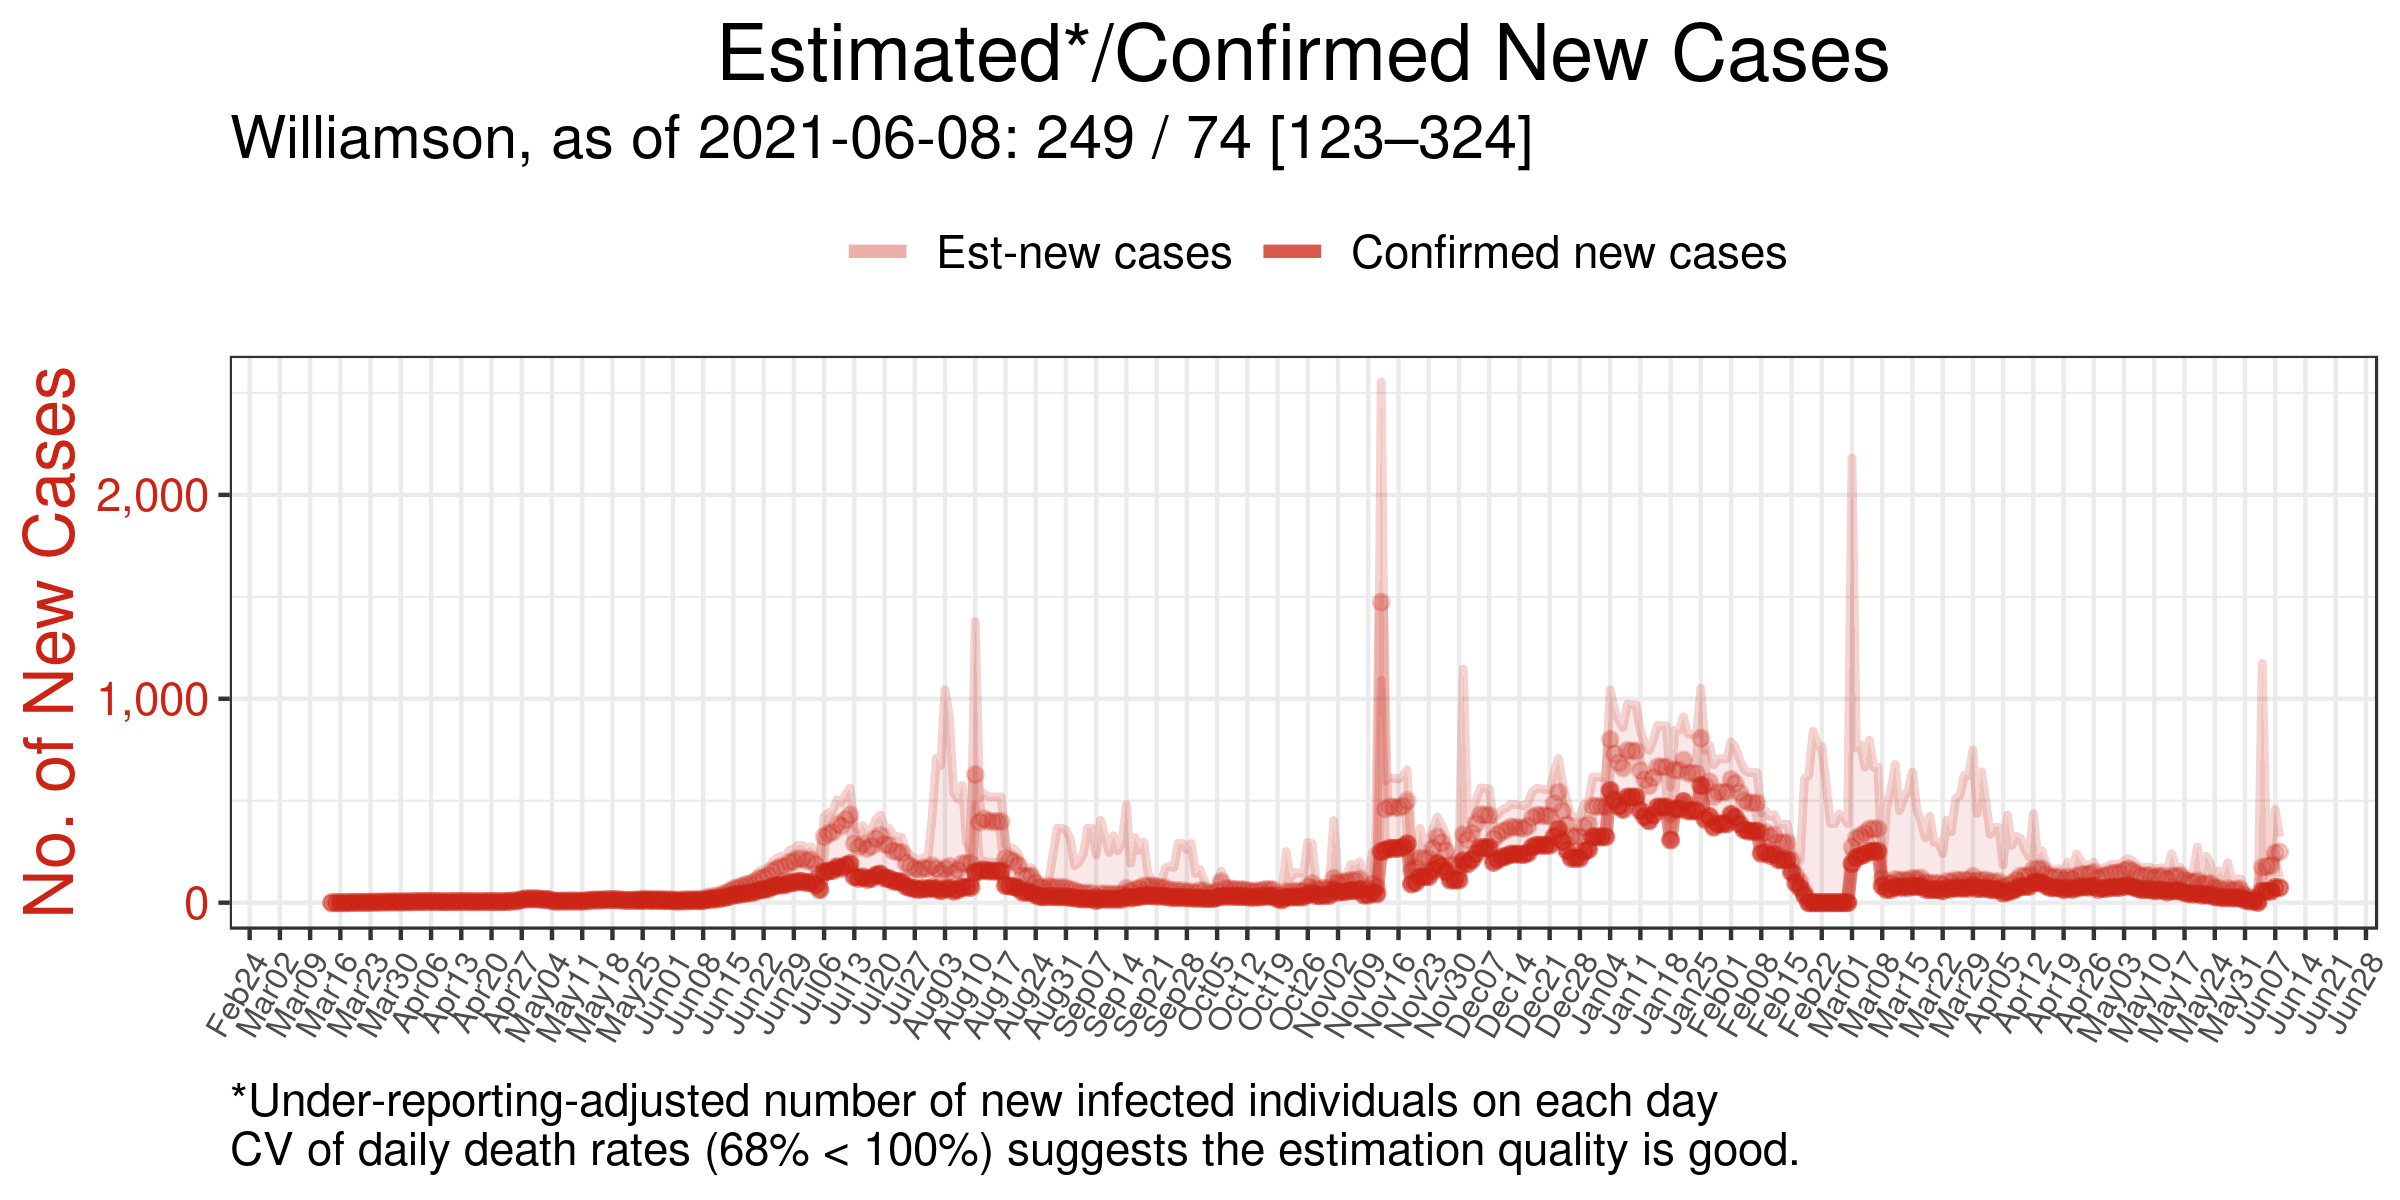 Estimated*/Confirmed New Cases
Williamson, as of 2021-06-08: 249 / 74 [123–324]
Est-new cases
Confirmed new cases
No. of New Cases
2,000
1,000
0
Feb24
Mar02
Mar09
Mar16
Mar23
Mar30
Apr06
Apr13
Apr20
Apr27
May04
May11
May18
May25
Jun01
Jun08
Jun15
Jun22
Jun29
Jul06
Jul13
Jul20
Jul27
Aug03
Aug10
Aug17
Aug24
Aug31
Sep07
Sep14
Sep21
Sep28
Oct05
Oct12
Oct19
Oct26
Nov02
Nov09
Nov16
Nov23
Nov30
Dec07
Dec14
Dec21
Dec28
Jan04
Jan11
Jan18
Jan25
Feb01
Feb08
Feb15
Feb22
Mar01
Mar08
Mar15
Mar22
Mar29
Apr05
Apr12
Apr19
Apr26
May03
May10
May17
May24
May31
Jun07
Jun14
Jun21
Jun28
*Under-reporting-adjusted number of new infected individuals on each day
CV of daily death rates (68% < 100%) suggests the estimation quality is good.